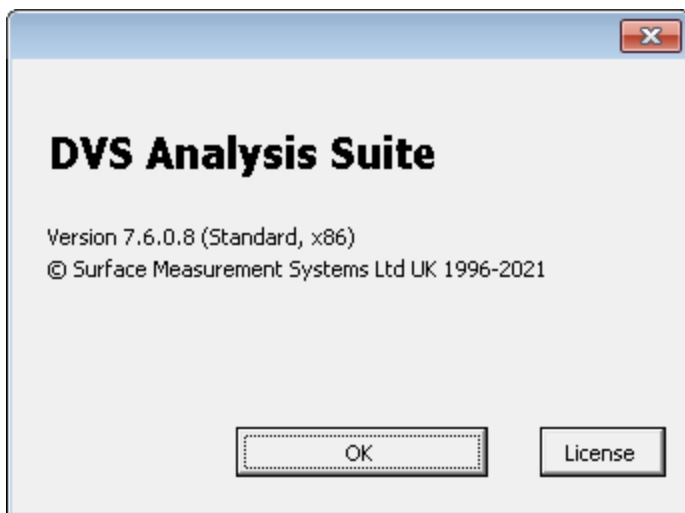 DVS Analysis Suite
Version 7.6.0.8 (Standard, x86)
© Surface Measurement Systems Ltd UK 1996-2021
OK
License